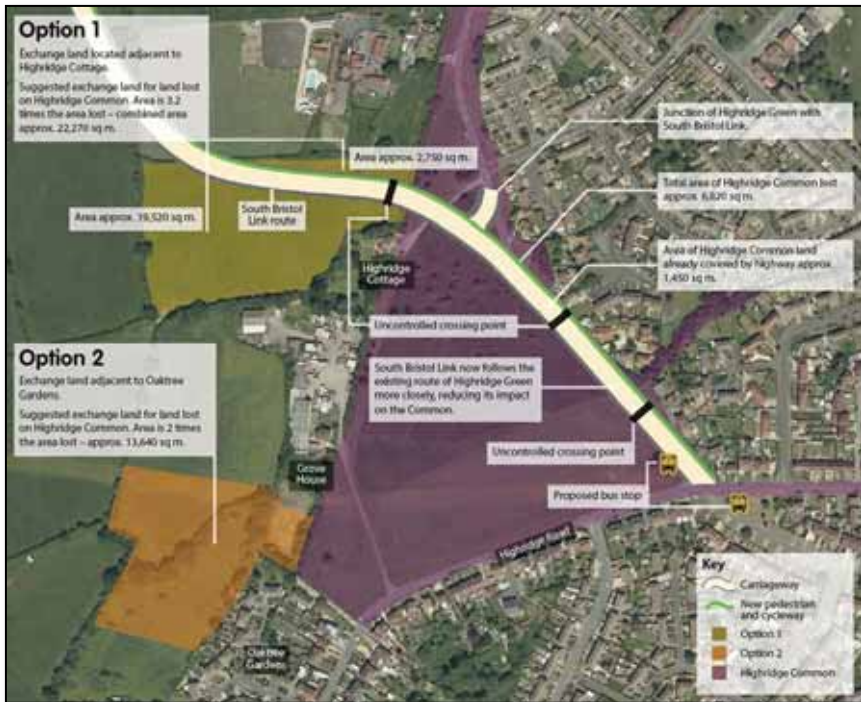 Option 1
Exchange land located adjacent to
Highridge Cottage.
Suggested exchange land for land lost
on Highridge Common. Area is 3.2
times the area lost – combined area
approx. 22,270 sq m.
Area approx. 2,750 sq m.
Area approx. 19,520 sq m.
South Bristol
Link route
Highridge
Cottage
Junction of Highridge Green with
South Bristol Link.
Total area of Highridge Common lost
approx. 6,820 sq m.
Area of Highridge Common land
already covered by highway approx.
1,450 sq m.
Uncontrolled crossing point
South Bristol Link now follows the
existing route of Highridge Green
more closely, reducing its impact
on the Common.
Uncontrolled crossing point
Proposed bus stop
Option 2
Exchange land adjacent to Oaktree
Gardens.
Suggested exchange land for land lost
on Highridge Common. Area is 2 times
the area lost – approx. 13,640 sq m.
Grove
House
Highridge Road
Oaktree
Gardens
Key
Carriageway
New pedestrian
and cycleway
Option 1
Option 2
Highridge Common